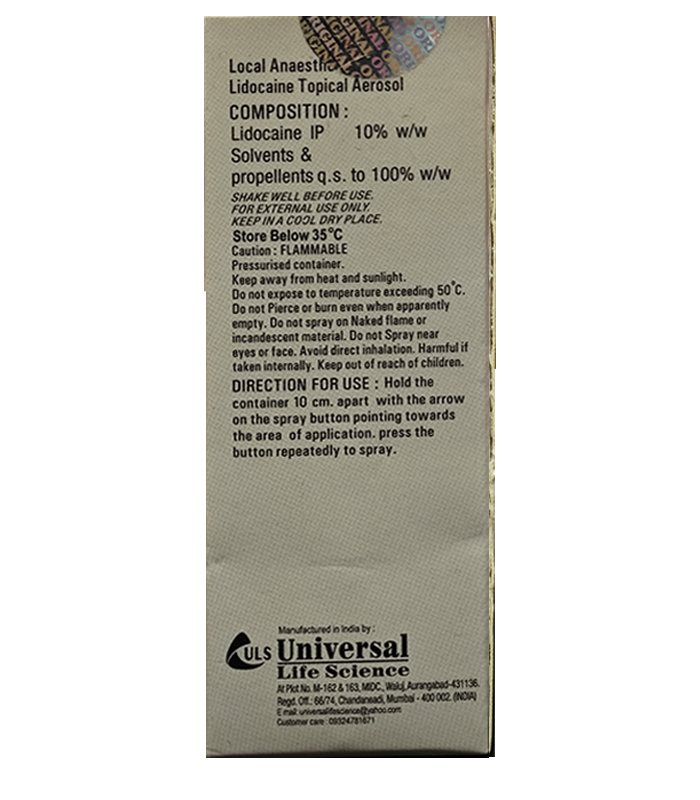 ORIGINAL ORIGINAL
Local Anaesth
Lidocaine Topical Aerosol
COMPOSITION :
Lidocaine IP 10% w/w
Solvents &
propellents q.s. to 100% w/w
SHAKE WELL BEFORE USE.
FOR EXTERNAL USE ONLY.
KEEP IN A COOL DRY PLACE.
Store Below 35°C
Caution : FLAMMABLE
Pressurised container.
Keep away from heat and sunlight.
Do not expose to temperature exceeding 50°C.
Do not Pierce or burn even when apparently
empty. Do not spray on Naked flame or
incandescent material. Do not Spray near
eyes or face. Avoid direct inhalation. Harmful if
taken internally. Keep out of reach of children.
DIRECTION FOR USE : Hold the
container 10 cm. apart with the arrow
on the spray button pointing towards
the area of application. press the
button repeatedly to spray.
Manufactured in India by :
ULS Universal
Life Science
At Plot No. M-162 & 163, MIDC., Waluj, Aurangabad-431136.
Regd. Off.: 66/74, Chandaneadi, Mumbai - 400 002. (INDIA)
E mail: universallifescience@yahoo.com
Customer care : 09324781671